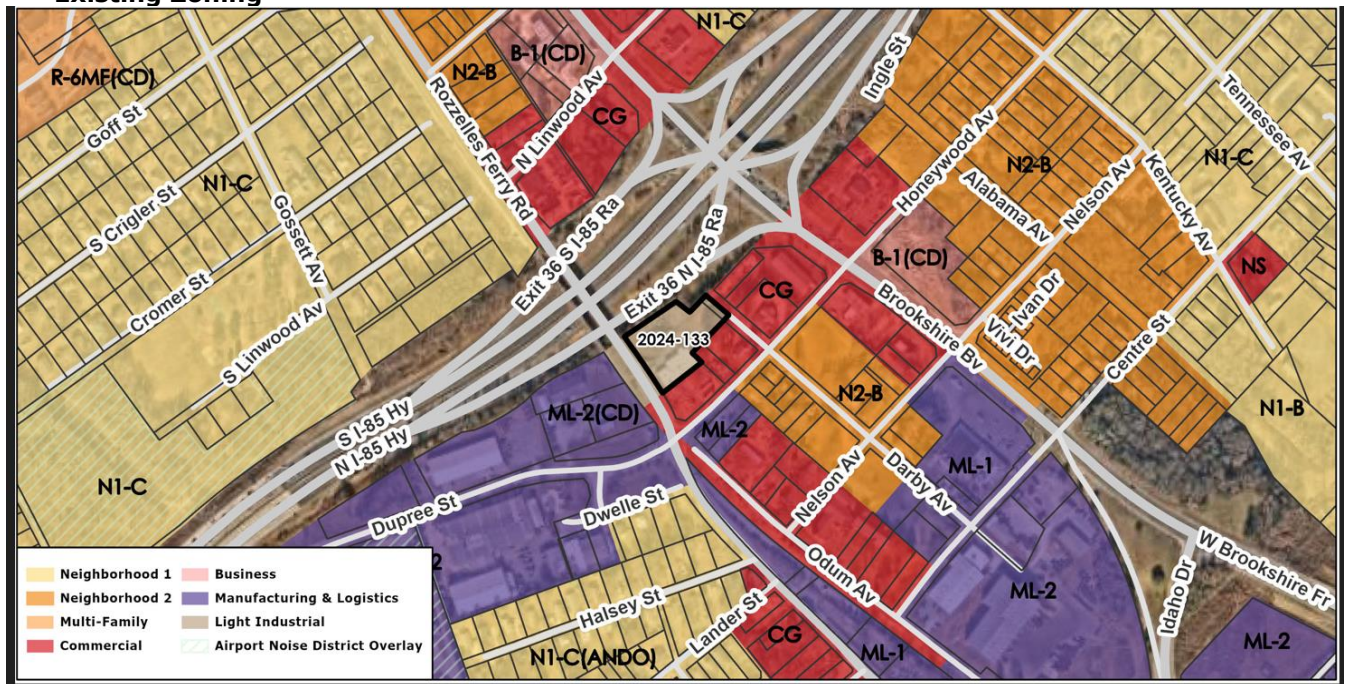 Existing Zoning
N1-C
B-1(CD)
R-6MF(CD)
N2-B
Ingle St
Tennessee Av
Goff St
N Linwood Av
CG
Rozzelles Ferry Rd
Honeywood Av
N2-B
N1-C
N1-C
S Crigler St
Gossett Av
Alabama Av
Nelson Av
Kentucky Av
Exit 36 S I-85 Ra
Exit 36 N I-85 Ra
B-1(CD)
NS
Cromer St
CG
Ivan Dr
S Linwood Av
2024-133
Brookshire Bv
Vivi Dr
Centre St
S I-85 Hy
N I-85 Hy
ML-2(CD)
ML-2
N2-B
N1-B
N1-C
Nelson Av
Darby Av
ML-1
Dupree St
Dwelle St
W Brookshire Fr
2
Odum Av
ML-2
Idaho Dr
Halsey St
Lander St
CG
N1-C(ANDO)
ML-1
ML-2
Neighborhood 1
Neighborhood 2
Multi-Family
Commercial
Business
Manufacturing & Logistics
Light Industrial
Airport Noise District Overlay